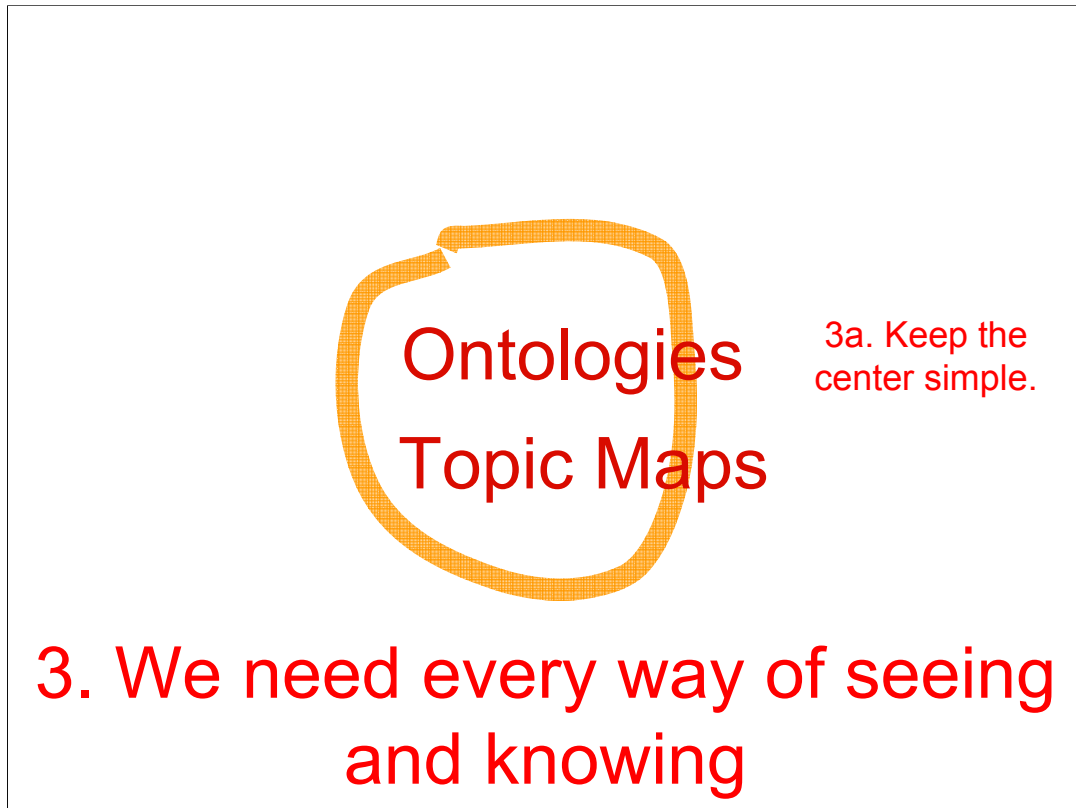 Ontologies
3a. Keep the
center simple.
Topic Maps
3. We need every way of seeing
and knowing